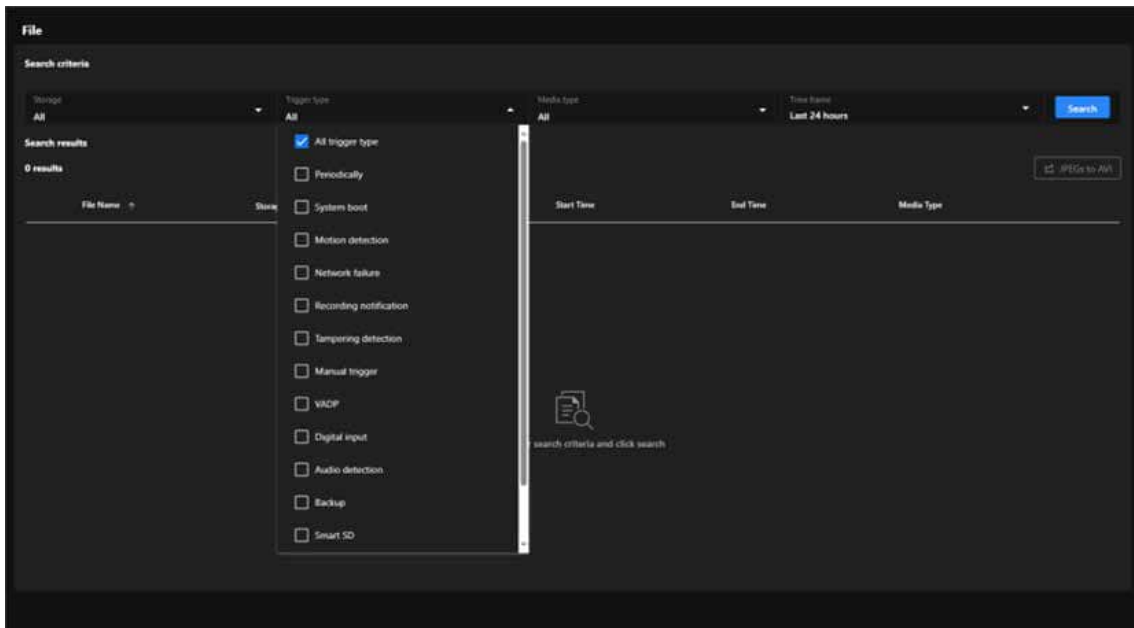 File
Search criteria
Storage
All
Trigger type
All
Media type
All
Time frame
Last 24 hours
Search
Search results
0 results
JPEGs to AVI
File Name
Start Time
End Time
Media Type
All trigger type
Periodically
System boot
Motion detection
Network failure
Recording notification
Tampering detection
Manual trigger
VADP
Digital input
Audio detection
Backup
Smart SD
search criteria and click search